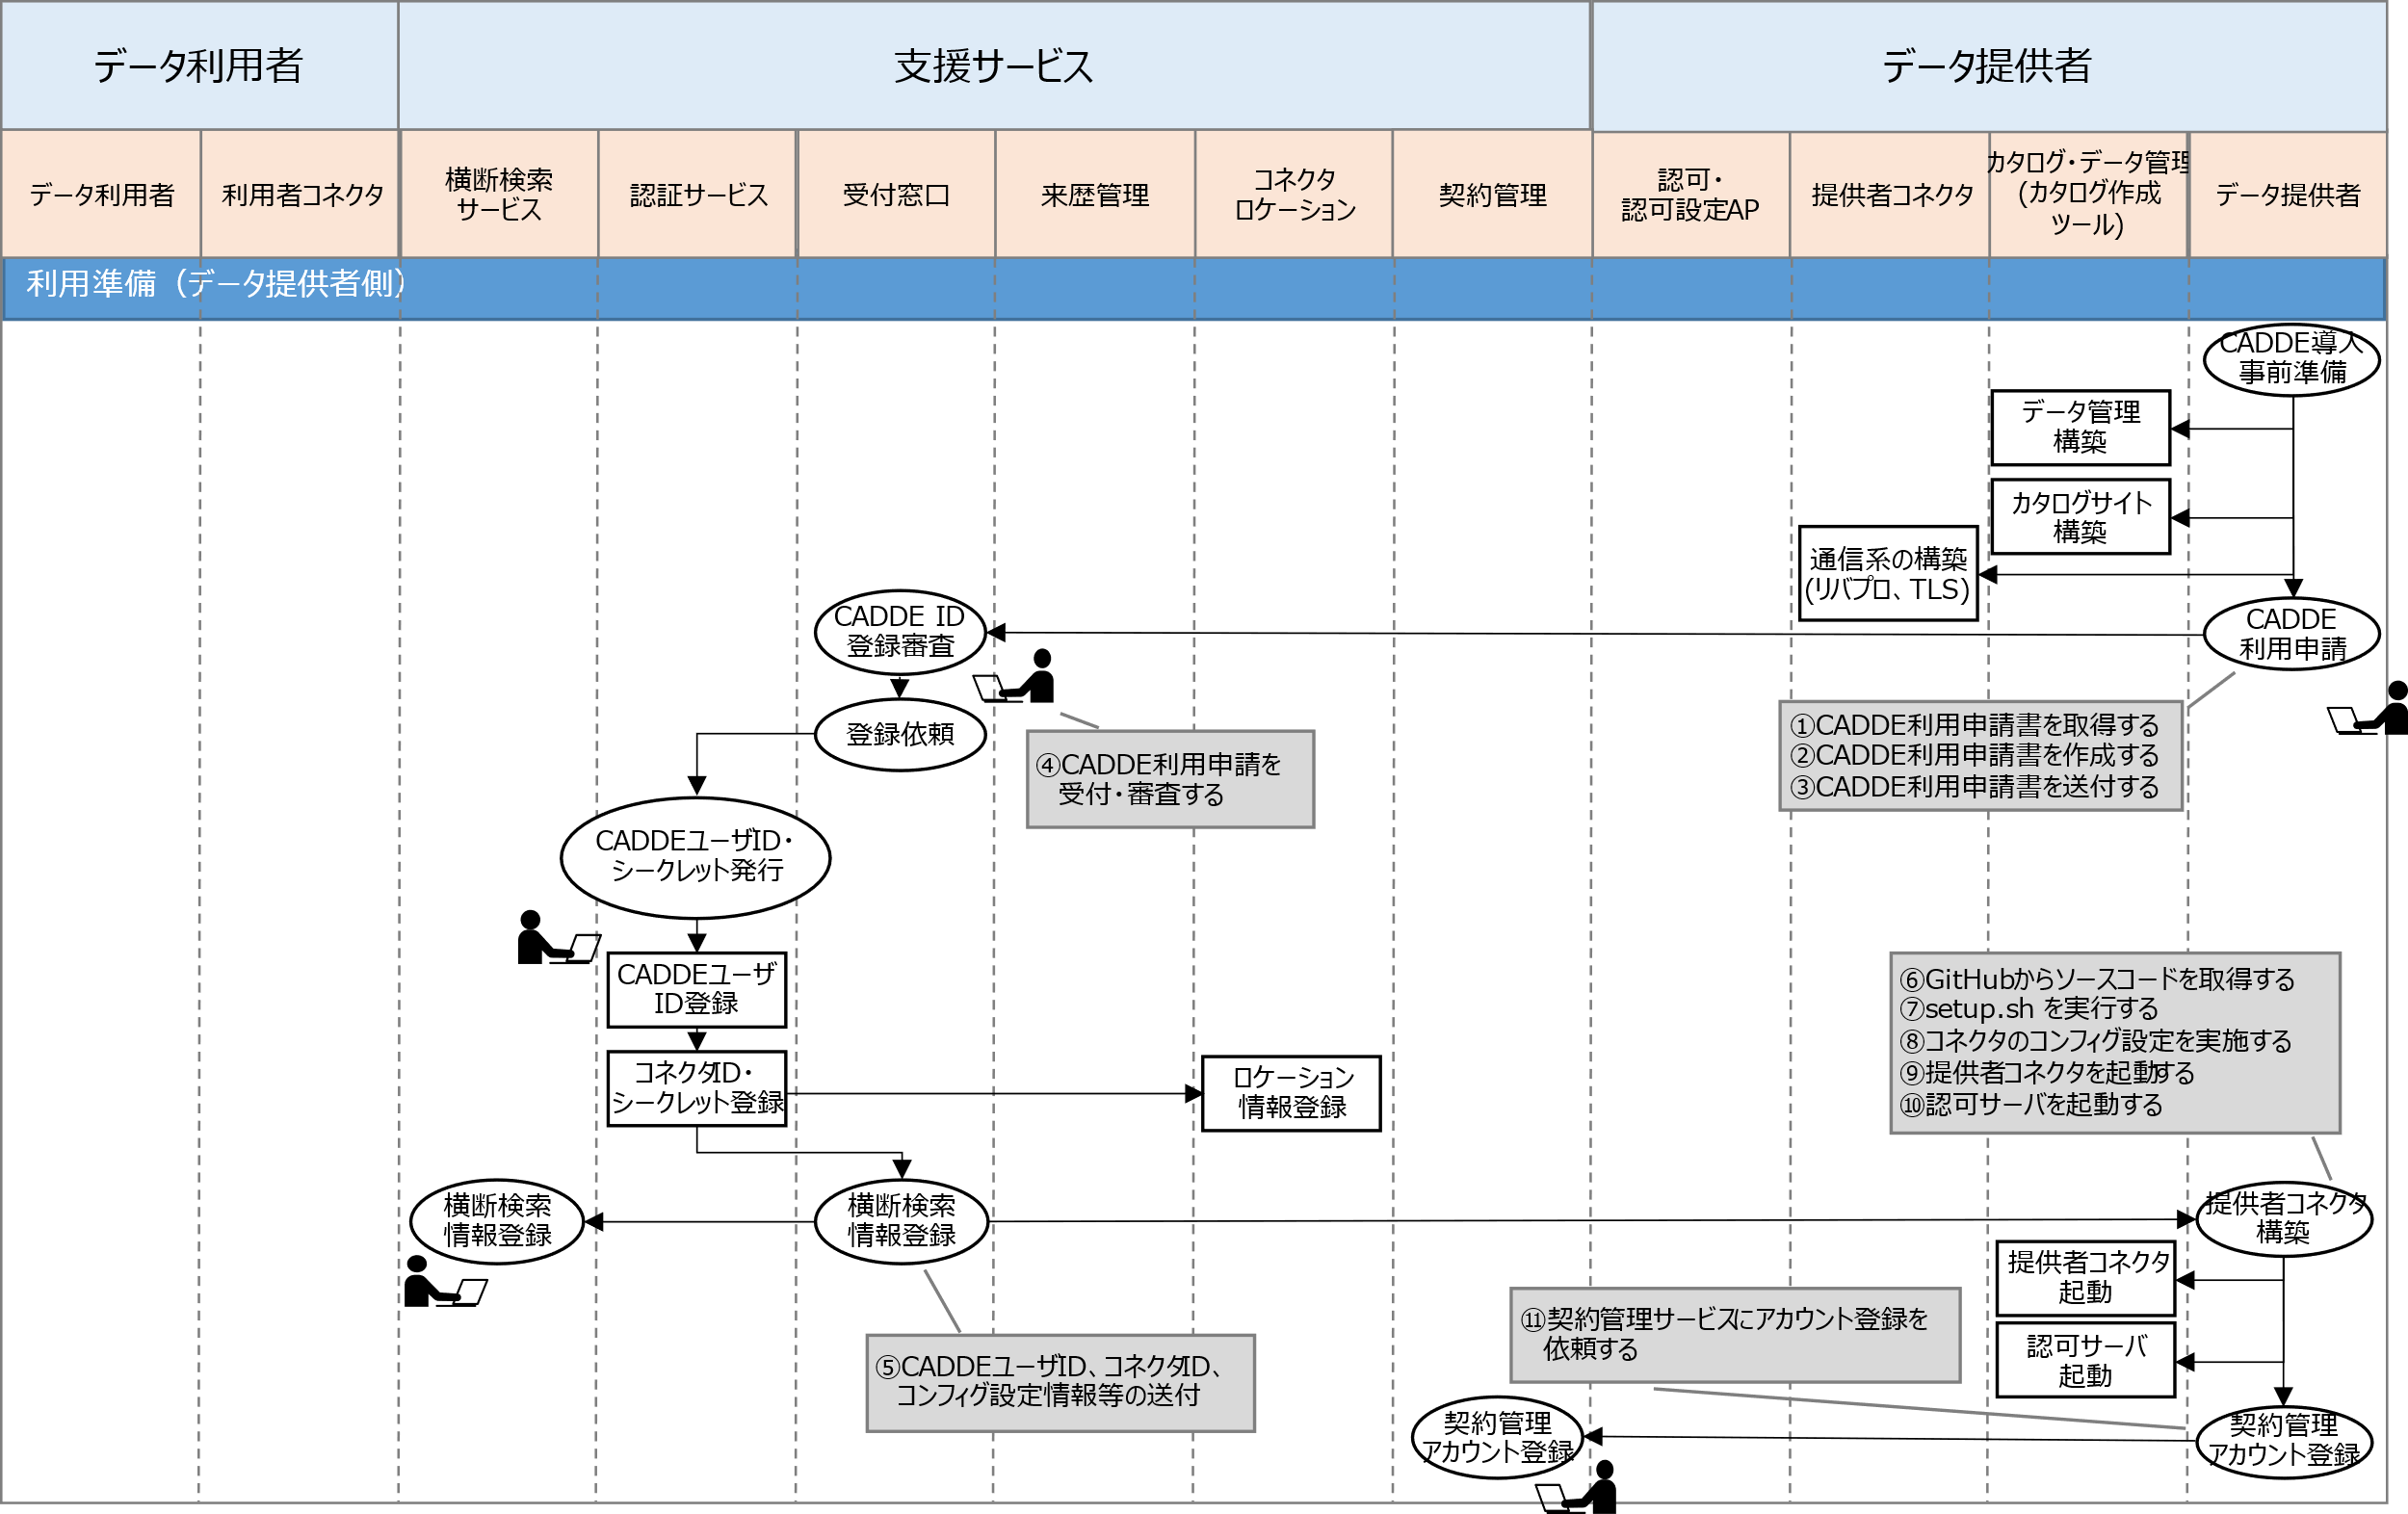 データ利用者
支援サービス
データ提供者
データ利用者
利用者コネクタ
横断検索
サービス
認証サービス
受付窓口
来歴管理
コネクタ
ロケーション
契約管理
認可・
認可設定AP
提供者コネクタ
カタログ・データ管理
(カタログ作成
ツール)
データ提供者
利用準備（データ提供者側）
CADDE導入
事前準備
データ管理
構築
カタログサイト
構築
通信系の構築
(リバプロ、TLS)
CADDE ID
登録審査
CADDE
利用申請
登録依頼
①CADDE利用申請書を取得する
②CADDE利用申請書を作成する
③CADDE利用申請書を送付する
④CADDE利用申請を
受付・審査する
CADDEユーザID・
シークレット発行
CADDEユーザ
ID登録
⑥GitHubからソースコードを取得する
⑦setup.sh を実行する
⑧コネクタのコンフィグ設定を実施する
⑨提供者コネクタを起動する
⑩認可サーバを起動する
コネクタID・
シークレット登録
ロケーション
情報登録
横断検索
情報登録
横断検索
情報登録
提供者コネクタ
構築
提供者コネクタ
起動
⑪契約管理サービスにアカウント登録を
依頼する
認可サーバ
起動
⑤CADDEユーザID、コネクタID、
コンフィグ設定情報等の送付
契約管理
アカウント登録
契約管理
アカウント登録